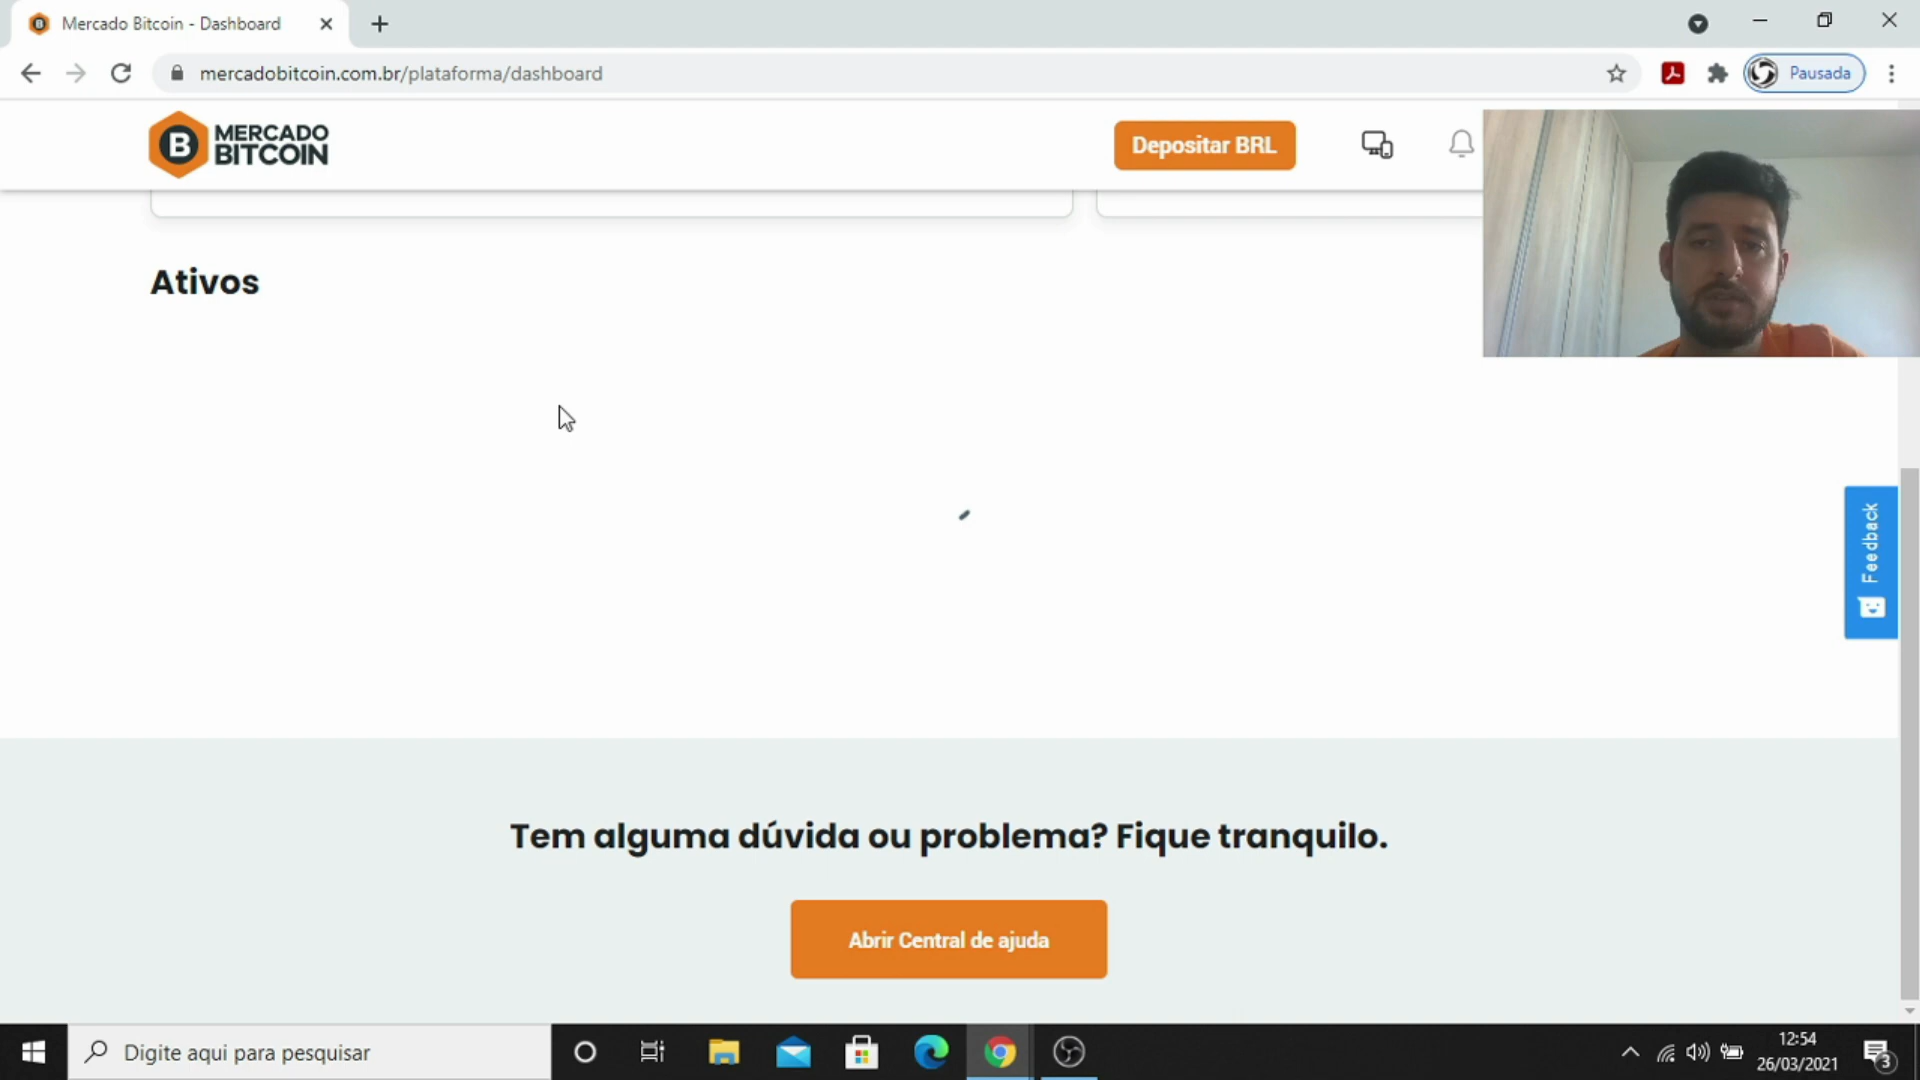 Mercado Bitcoin - Dashboard
mercadobitcoin.com.br/plataforma/dashboard
Pausada
MERCADO
BITCOIN
Depositar BRL
Ativos
Feedback
Tem alguma dúvida ou problema? Fique tranquilo.
Abrir Central de ajuda
Digite aqui para pesquisar
12:54
26/03/2021
3